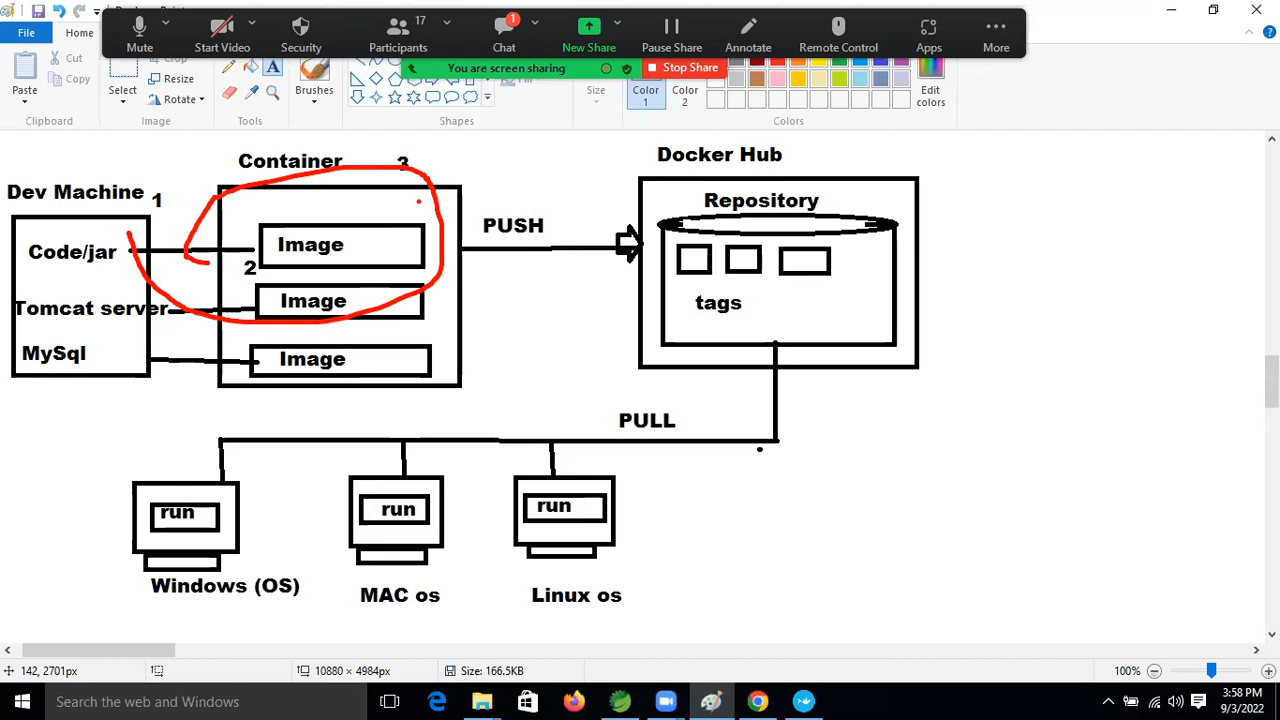 File
Home
Mute
Start Video
Security
Participants
17
Chat
1
New Share
Pause Share
Annotate
Remote Control
Apps
More
You are screen sharing
Stop Share
Paste
Cut
Copy
Clipboard
Select
Crop
Resize
Rotate
Image
A
Tools
Brushes
Shapes
Fill
Size
Color
1
Color
2
Edit
colors
Colors
Container
3
Docker Hub
Dev Machine
1
Repository
PUSH
Code/jar
Image
2
Tomcat server
Image
tags
MySql
Image
PULL
run
run
run
Windows (OS)
MAC os
Linux os
142, 2701px
10880 × 4984px
Size: 166.5KB
100%
Search the web and Windows
3:58 PM
9/3/2022